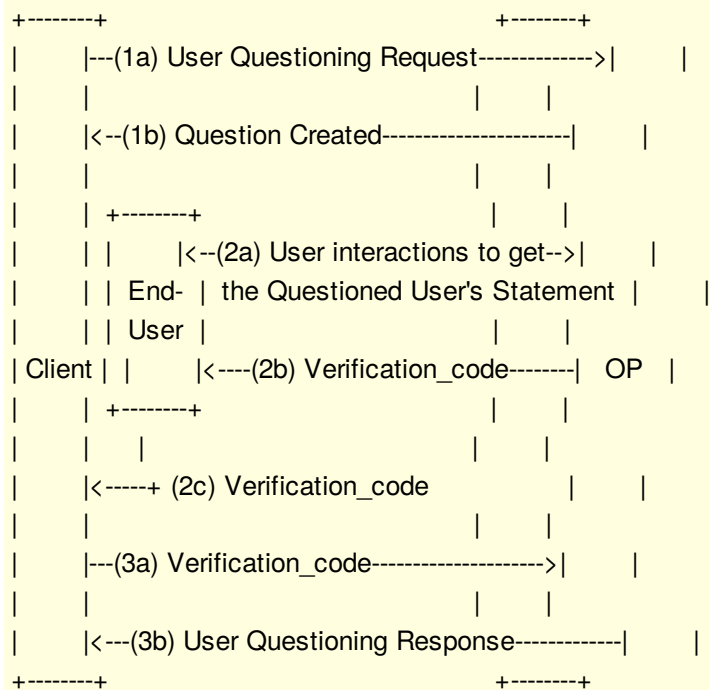 +--------+ +--------+
| |---(1a) User Questioning Request-------------->| |
| | | |
| |<--(1b) Question Created-----------------------| |
| | | |
| | +--------+ | |
| | | |<--(2a) User interactions to get-->| |
| | | End- | the Questioned User's Statement | |
| | | User | | |
| Client | | |<----(2b) Verification_code--------| OP |
| | +--------+ | |
| | | | |
| |<-----+ (2c) Verification_code | |
| | | |
| |---(3a) Verification_code--------------------->| |
| | | |
| |<---(3b) User Questioning Response-------------| |
+--------+ +--------+